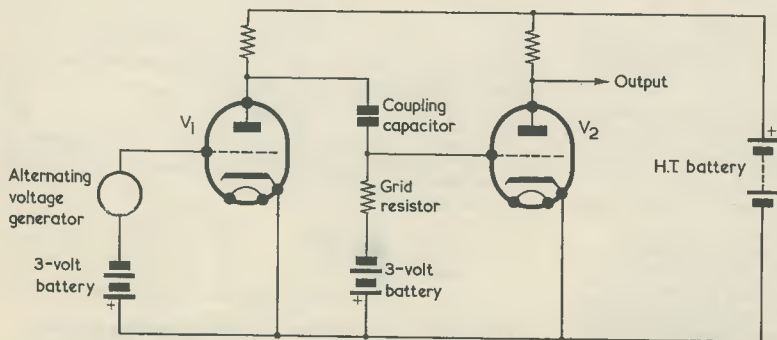 Output
V1
Coupling
capacitor
V2
Alternating
voltage
generator
Grid
resistor
H.T. battery
3-volt
battery
+
3-volt
battery
+
+